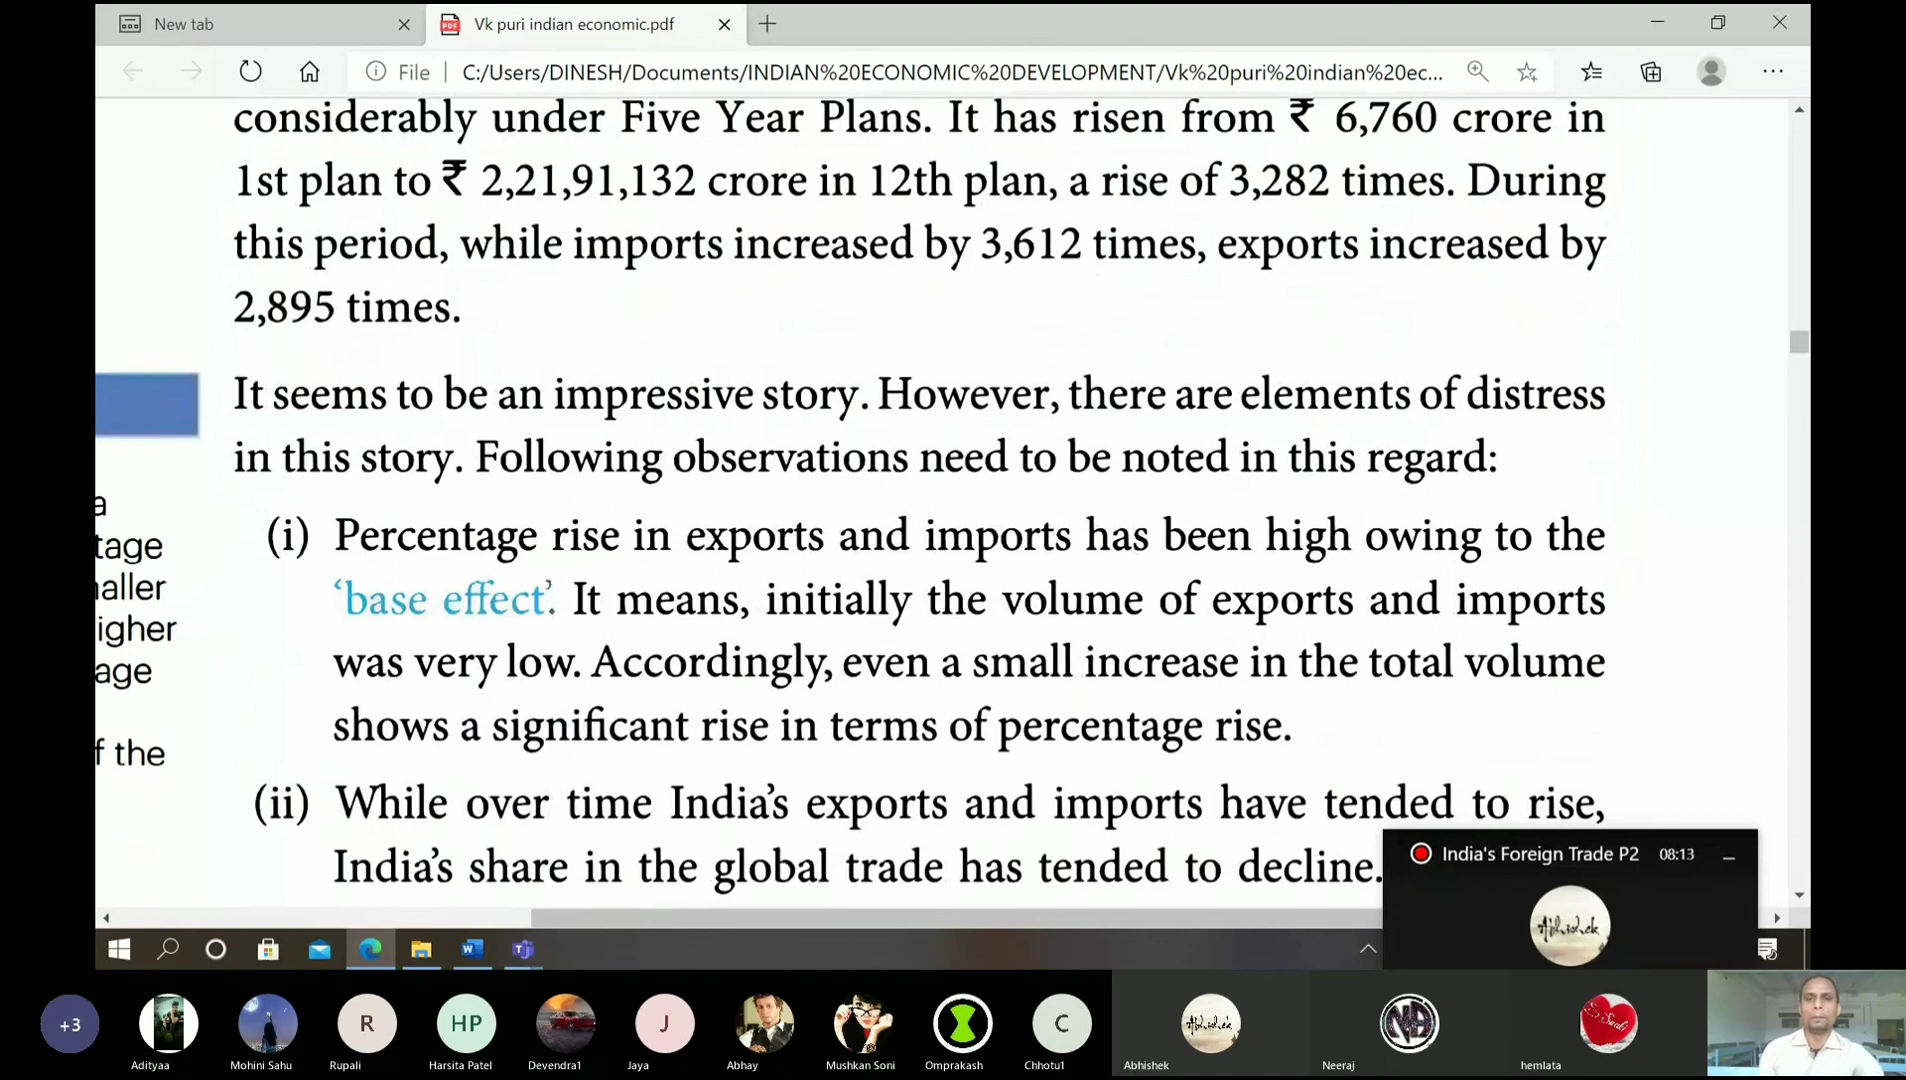 New tab
Vk puri indian economic.pdf
File
C:/Users/DINESH/Documents/INDIAN%20ECONOMIC%20DEVELOPMENT/Vk%20puri%20indian%20ec...
considerably under Five Year Plans. It has risen from ₹ 6,760 crore in
1st plan to ₹ 2,21,91,132 crore in 12th plan, a rise of 3,282 times. During
this period, while imports increased by 3,612 times, exports increased by
2,895 times.
It seems to be an impressive story. However, there are elements of distress
in this story. Following observations need to be noted in this regard:
a
tage
aller
igher
age
f the
(i) Percentage rise in exports and imports has been high owing to the
‘base effect’. It means, initially the volume of exports and imports
was very low. Accordingly, even a small increase in the total volume
shows a significant rise in terms of percentage rise.
(ii) While over time India’s exports and imports have tended to rise,
India’s share in the global trade has tended to decline.
India's Foreign Trade P2 08:13
Abhishek
+3
R
HP
J
C
Abhishek
Adityaa
Mohini Sahu
Rupali
Harsita Patel
Devendra1
Jaya
Abhay
Mushkan Soni
Omprakash
Chhotu1
Abhishek
Neeraj
hemlata